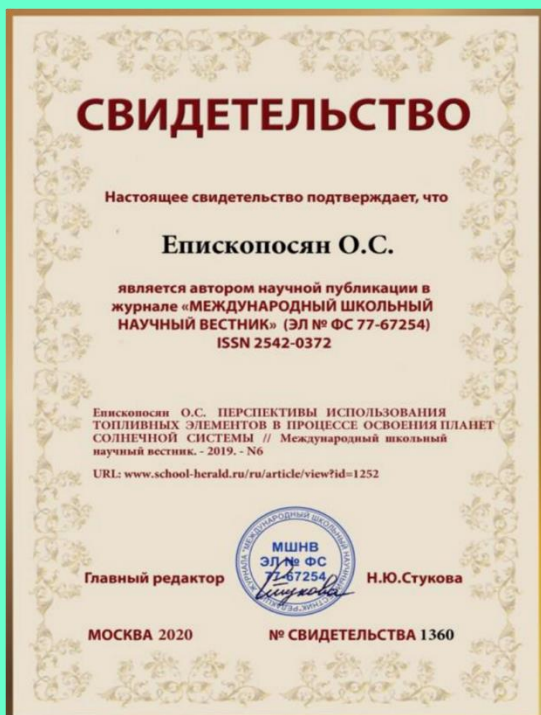 СВИДЕТЕЛЬСТВО
Настоящее свидетельство подтверждает, что
Епископосян О.С.
является автором научной публикации в
журнале «МЕЖДУНАРОДНЫЙ ШКОЛЬНЫЙ
НАУЧНЫЙ ВЕСТНИК» (ЭЛ № ФС 77-67254)
ISSN 2542-0372
Епископосян О.С. ПЕРСПЕКТИВЫ ИСПОЛЬЗОВАНИЯ
ТОПЛИВНЫХ ЭЛЕМЕНТОВ В ПРОЦЕССЕ ОСВОЕНИЯ ПЛАНЕТ
СОЛНЕЧНОЙ СИСТЕМЫ // Международный школьный
научный вестник. - 2019. - N6
URL: www.school-herald.ru/ru/article/view?id=1252
МШНВ
ЭЛ № ФС
77-67254
Главный редактор
Н.Ю.Стукова
МОСКВА 2020
№ СВИДЕТЕЛЬСТВА 1360